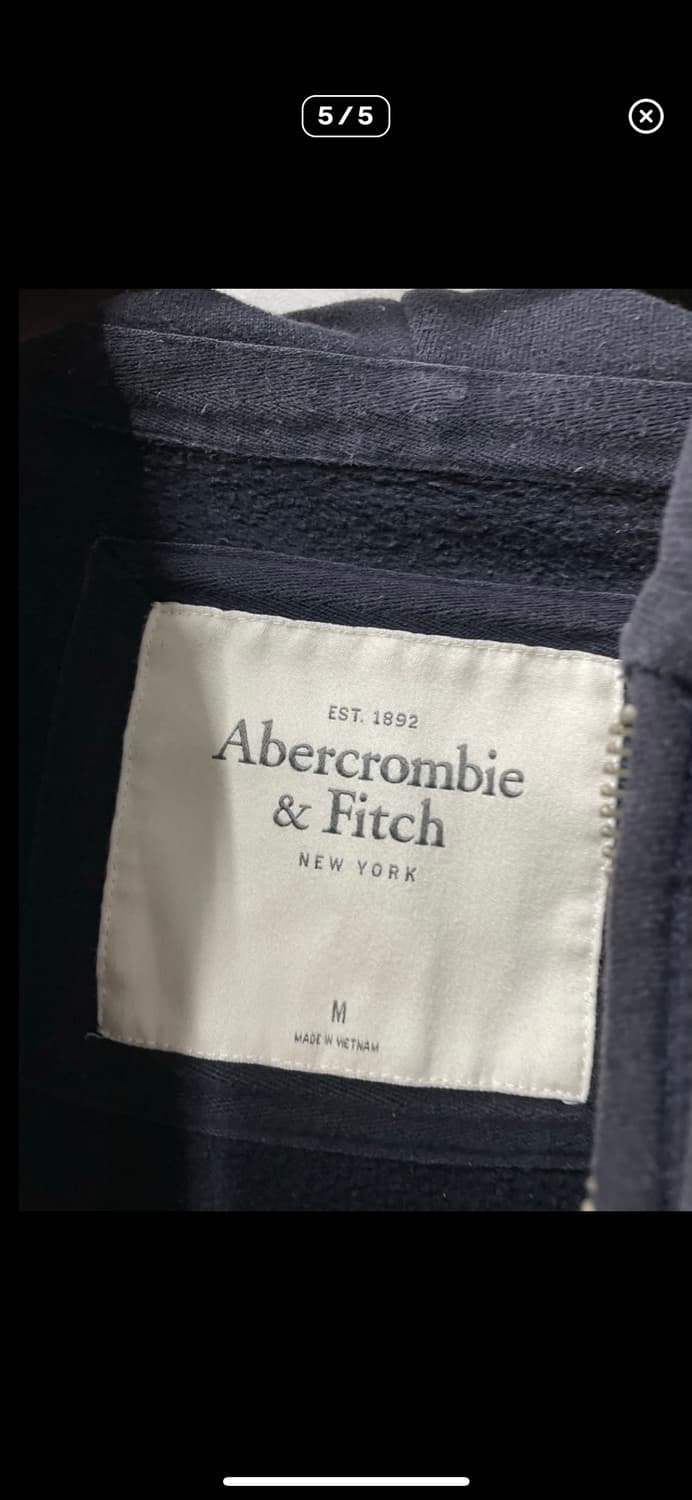 5/5
EST. 1892
Abercrombie
& Fitch
NEW YORK
M
MADE IN VIETNAM